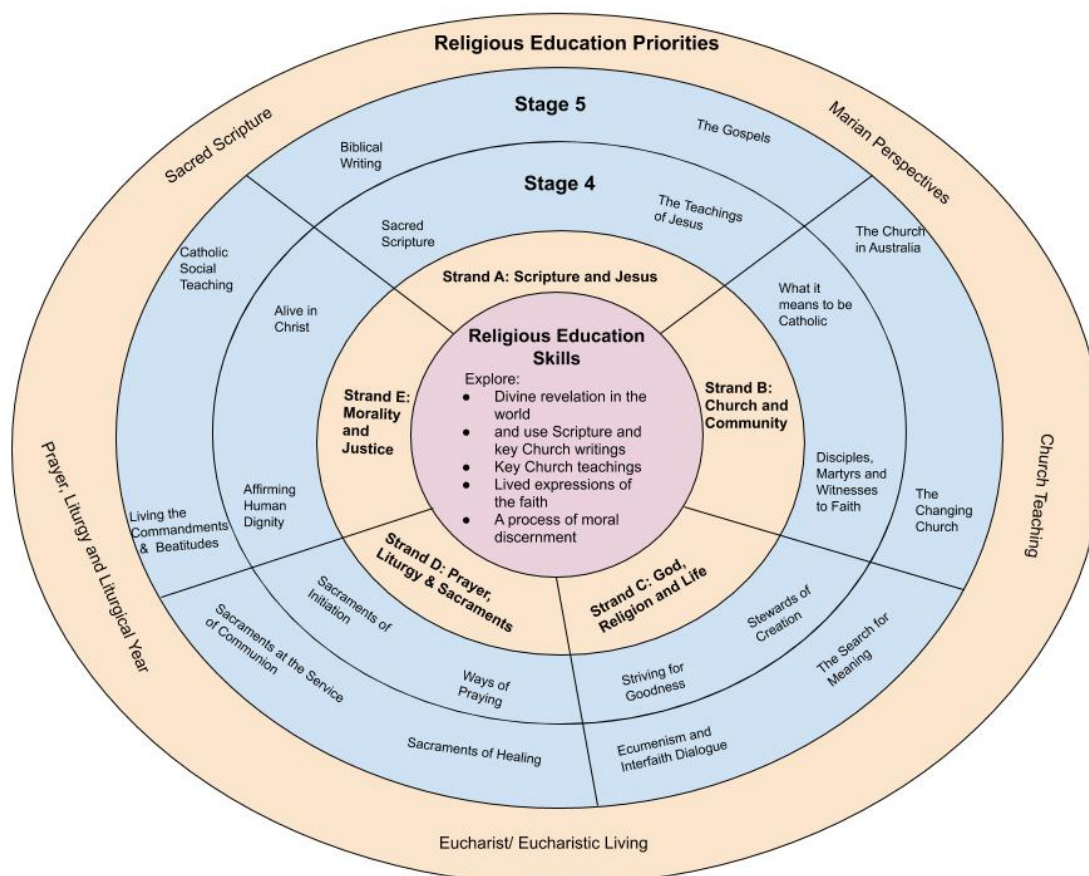 Religious Education Priorities
Sacred Scripture
Marian Perspectives
Church Teaching
Eucharist/ Eucharistic Living
Prayer, Liturgy and Liturgical Year
Stage 5
Biblical
Writing
The Gospels
The Church
in Australia
The
Changing
Church
The Search for
Meaning
Ecumenism and
Interfaith Dialogue
Sacraments of Healing
Sacraments at the Service
of Communion
Living the
Commandments
& Beatitudes
Catholic
Social
Teaching
Stage 4
Sacred
Scripture
The Teachings
of Jesus
What it
means to be
Catholic
Disciples,
Martyrs and
Witnesses
to Faith
Stewards of
Creation
Striving for
Goodness
Ways of
Praying
Sacraments of
Initiation
Affirming
Human
Dignity
Alive in
Christ
Strand A: Scripture and Jesus
Strand B:
Church and
Community
Strand C: God,
Religion and Life
Strand D: Prayer,
Liturgy & Sacraments
Strand E:
Morality
and
Justice
Religious Education
Skills
Explore:
● Divine revelation in the
world
● and use Scripture and
key Church writings
● Key Church teachings
● Lived expressions of
the faith
● A process of moral
discernment